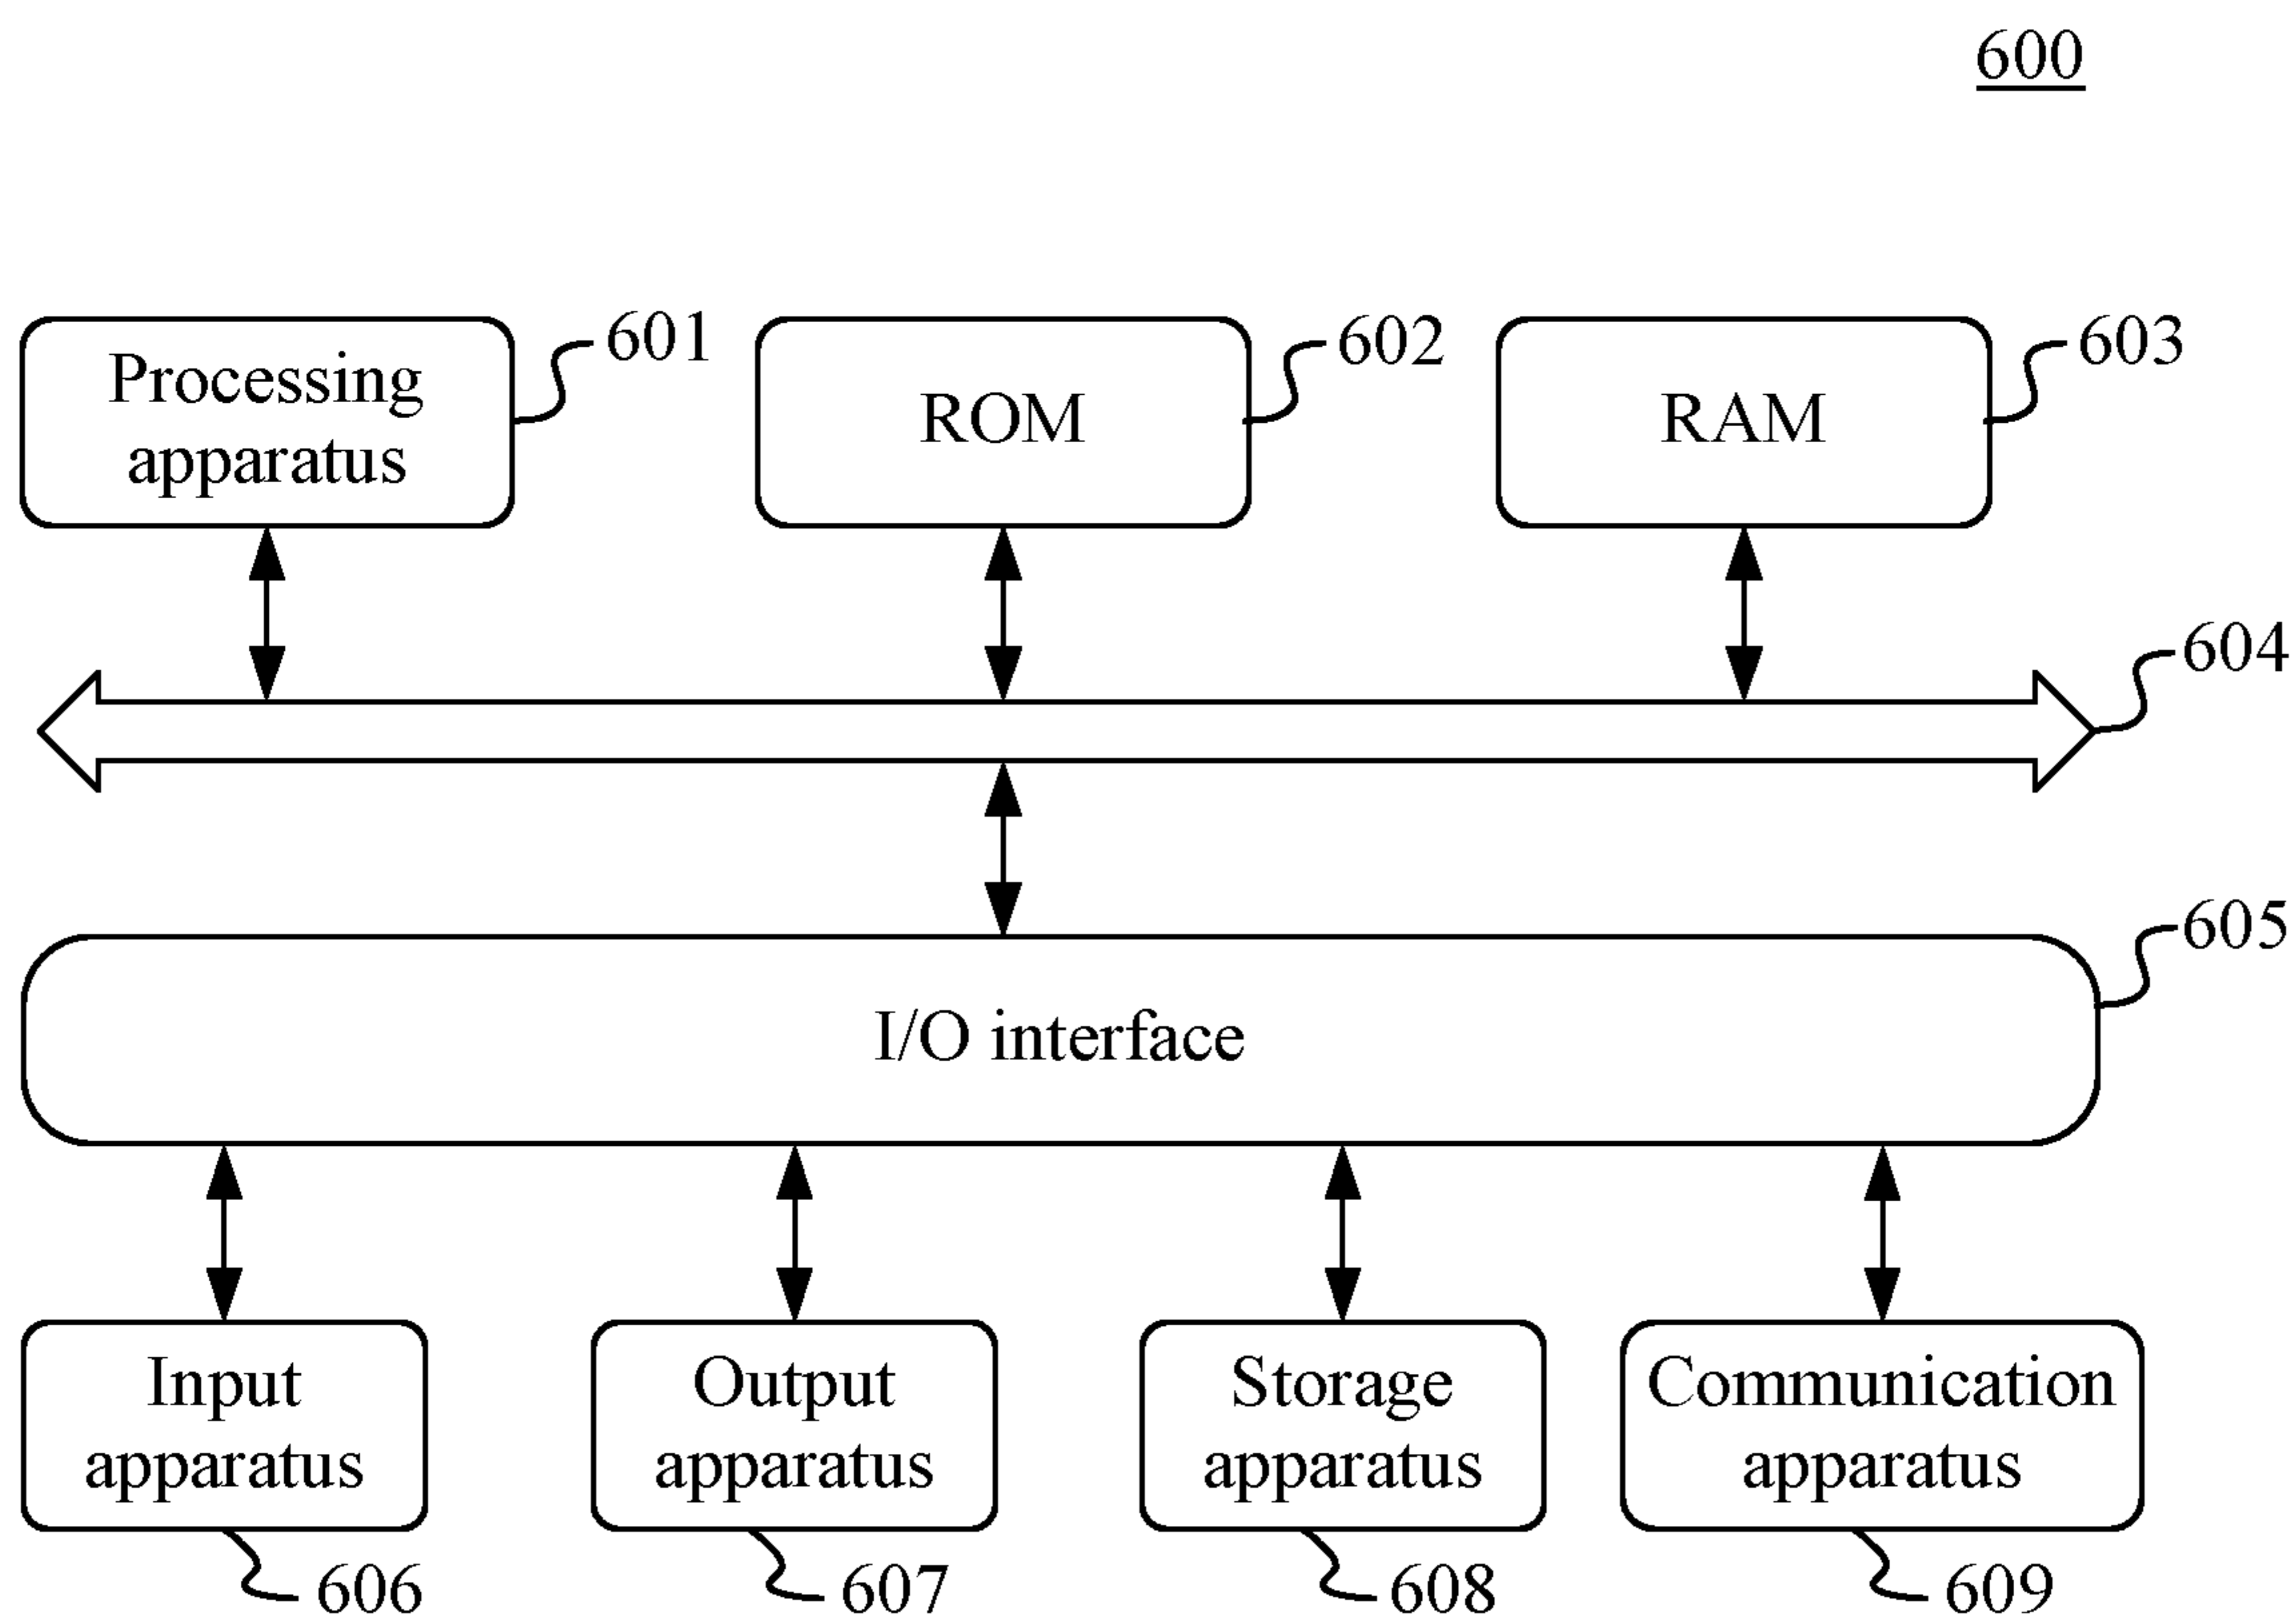 600
Processing
apparatus
601
ROM
602
RAM
603
604
605
I/O interface
Input
apparatus
Output
apparatus
Storage
apparatus
Communication
apparatus
606
607
608
609